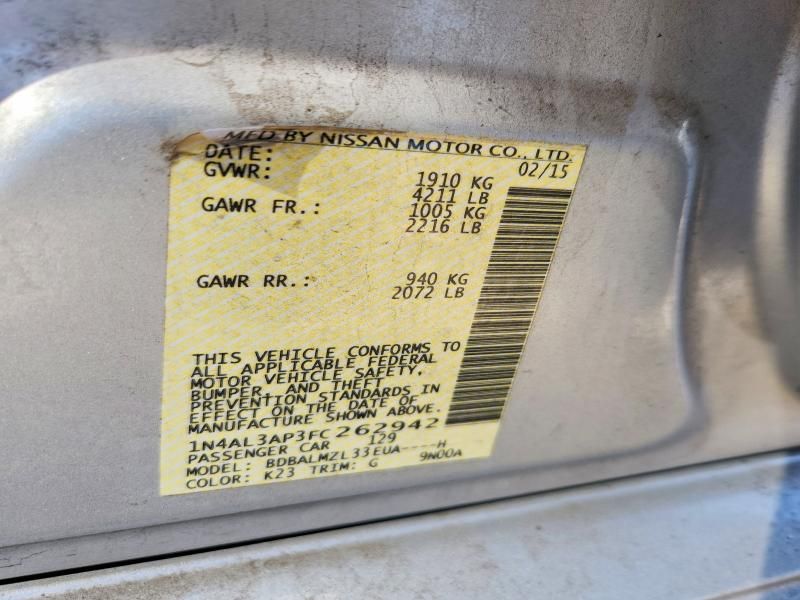 MFD BY NISSAN MOTOR CO., LTD.
DATE: 02/15
GVWR: 1910 KG
4211 LB
GAWR FR.: 1005 KG
2216 LB
GAWR RR.: 940 KG
2072 LB
THIS VEHICLE CONFORMS TO
ALL APPLICABLE FEDERAL
MOTOR VEHICLE SAFETY,
BUMPER, AND THEFT
PREVENTION STANDARDS IN
EFFECT ON THE DATE OF
MANUFACTURE SHOWN ABOVE.
1N4AL3AP3FC262942
PASSENGER CAR 129
MODEL: BDBALMZL33EUA----H
COLOR: K23 TRIM: G 9N00A